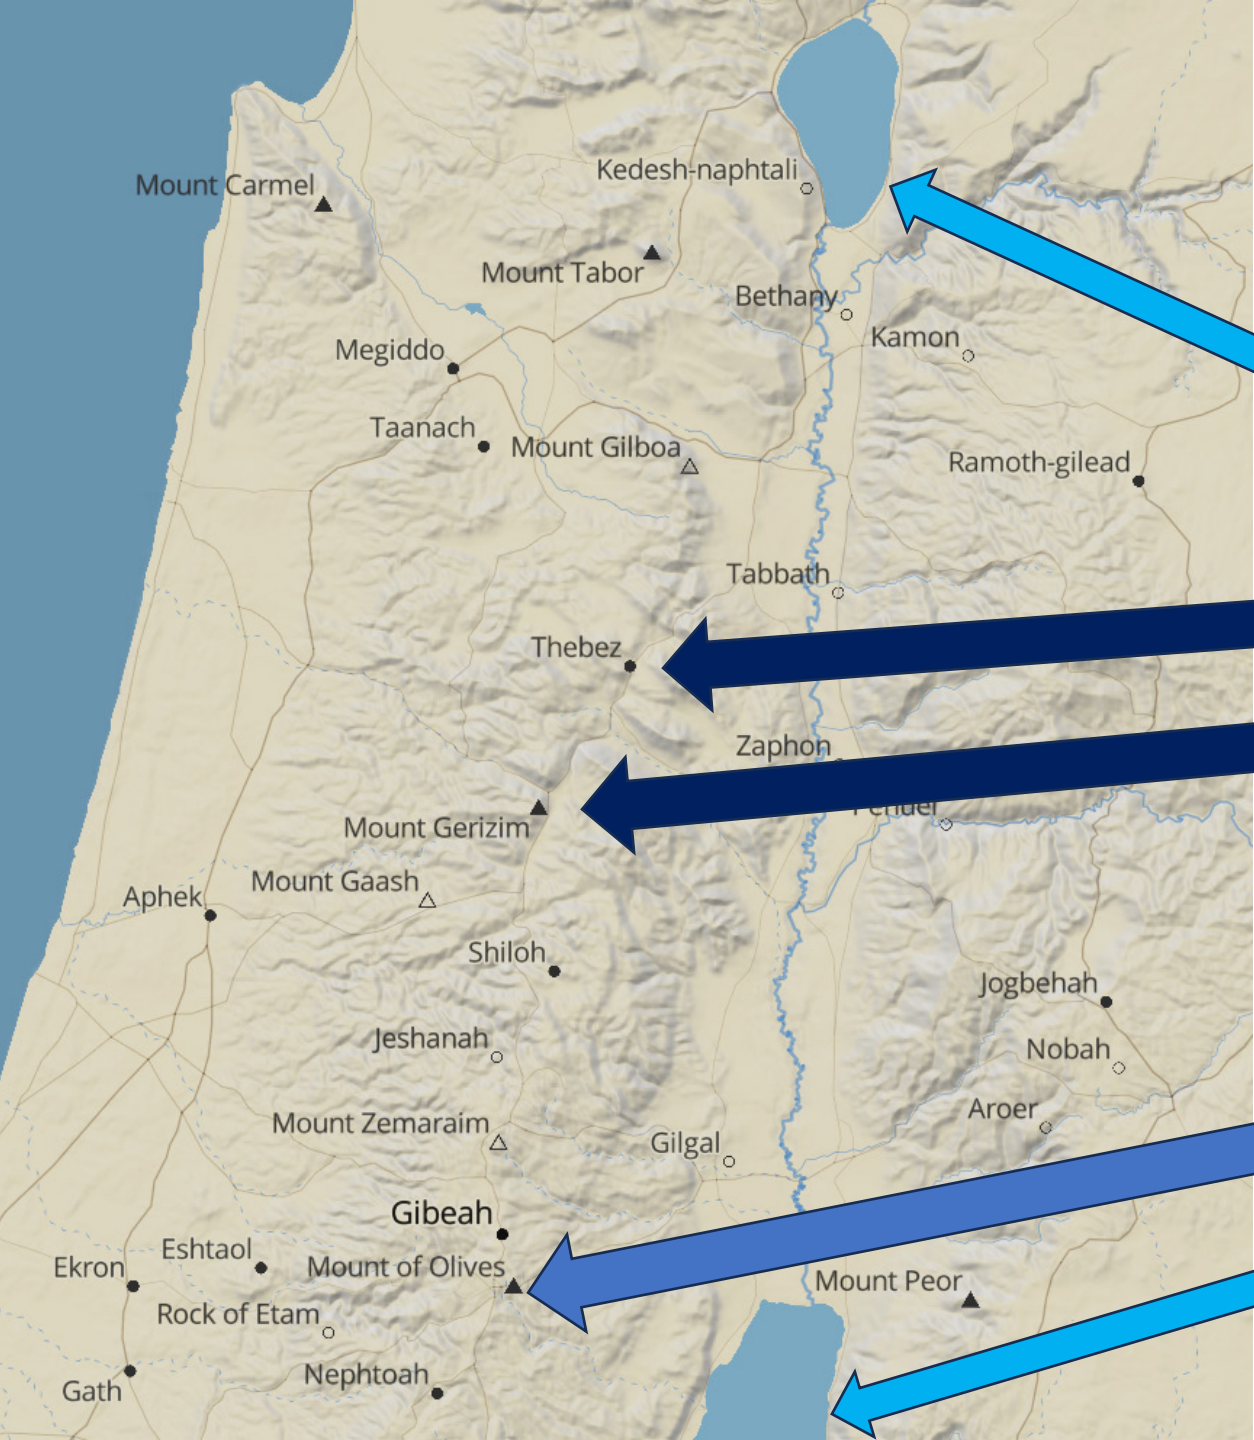 Kedesh-naphtali
Mount Carmel
Mount Tabor
Bethany
Kamon
Megiddo
Taanach
Mount Gilboa
Ramoth-gilead
Tabbath
Thebez
Zaphon
Penuel
Mount Gerizim
Mount Gaash
Aphek
Shiloh
Jogbehah
Jeshanah
Nobah
Aroer
Mount Zemaraim
Gilgal
Gibeah
Eshtaol
Ekron
Mount of Olives
Mount Peor
Rock of Etam
Nephtoah
Gath